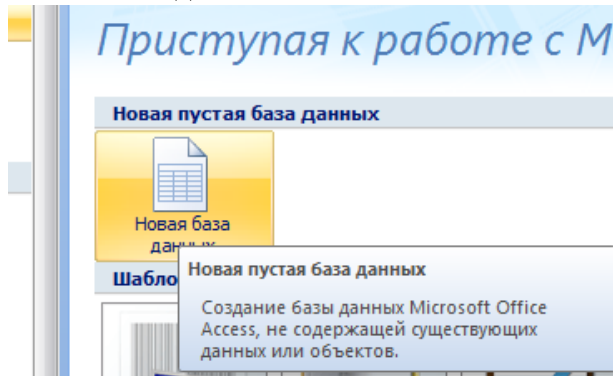 Приступая к работе с М
Новая пустая база данных
Новая база
данных
Шабло
Новая пустая база данных
Создание базы данных Microsoft Office
Access, не содержащей существующих
данных или объектов.